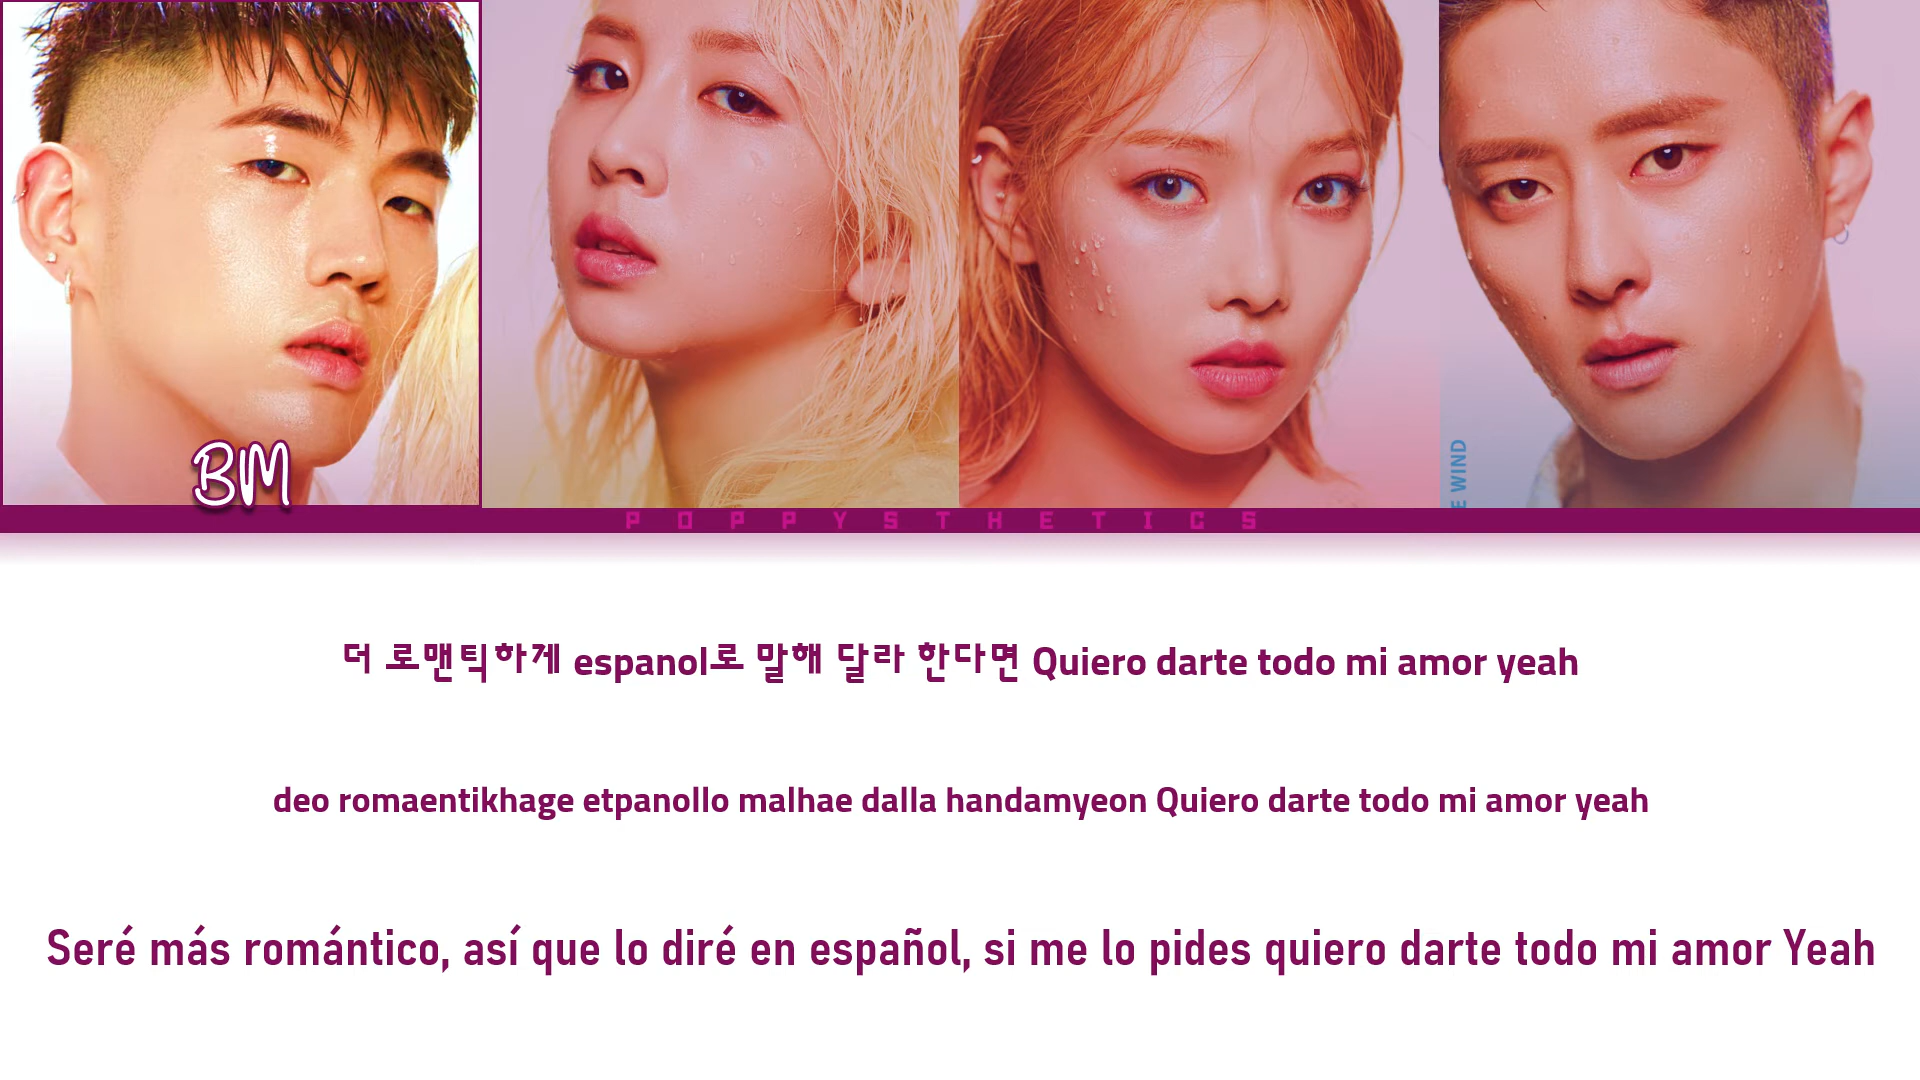 E WIND
BM
POPPYSTHETICS
더 로맨틱하게 espanol로 말해 달라 한다면 Quiero darte todo mi amor yeah
deo romaentikhage etpanollo malhae dalla handamyeon Quiero darte todo mi amor yeah
Seré más romántico, así que lo diré en español, si me lo pides quiero darte todo mi amor Yeah